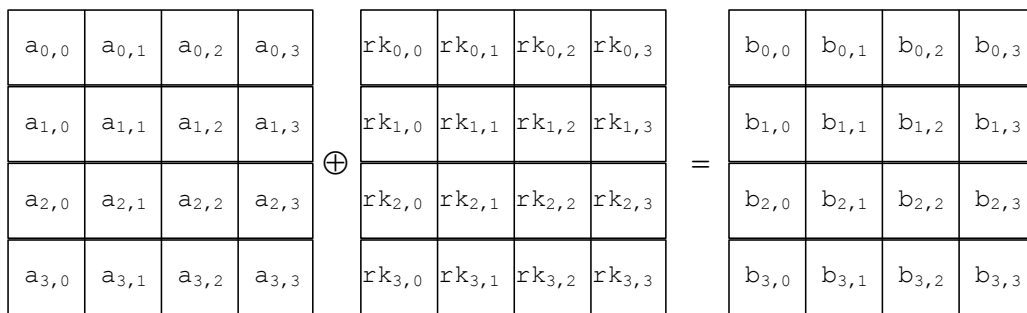 a0,0 a0,1 a0,2 a0,3 rk0,0 rk0,1 rk0,2 rk0,3 b0,0 b0,1 b0,2 b0,3
a1,0 a1,1 a1,2 a1,3 rk1,0 rk1,1 rk1,2 rk1,3 b1,0 b1,1 b1,2 b1,3
⊕ =
a2,0 a2,1 a2,2 a2,3 rk2,0 rk2,1 rk2,2 rk2,3 b2,0 b2,1 b2,2 b2,3
a3,0 a3,1 a3,2 a3,3 rk3,0 rk3,1 rk3,2 rk3,3 b3,0 b3,1 b3,2 b3,3